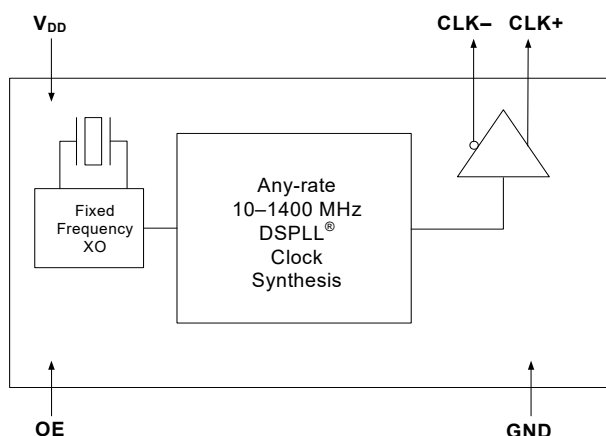 VDD
CLK– CLK+
Fixed
Frequency
XO
Any-rate
10–1400 MHz
DSPLL®
Clock
Synthesis
OE
GND